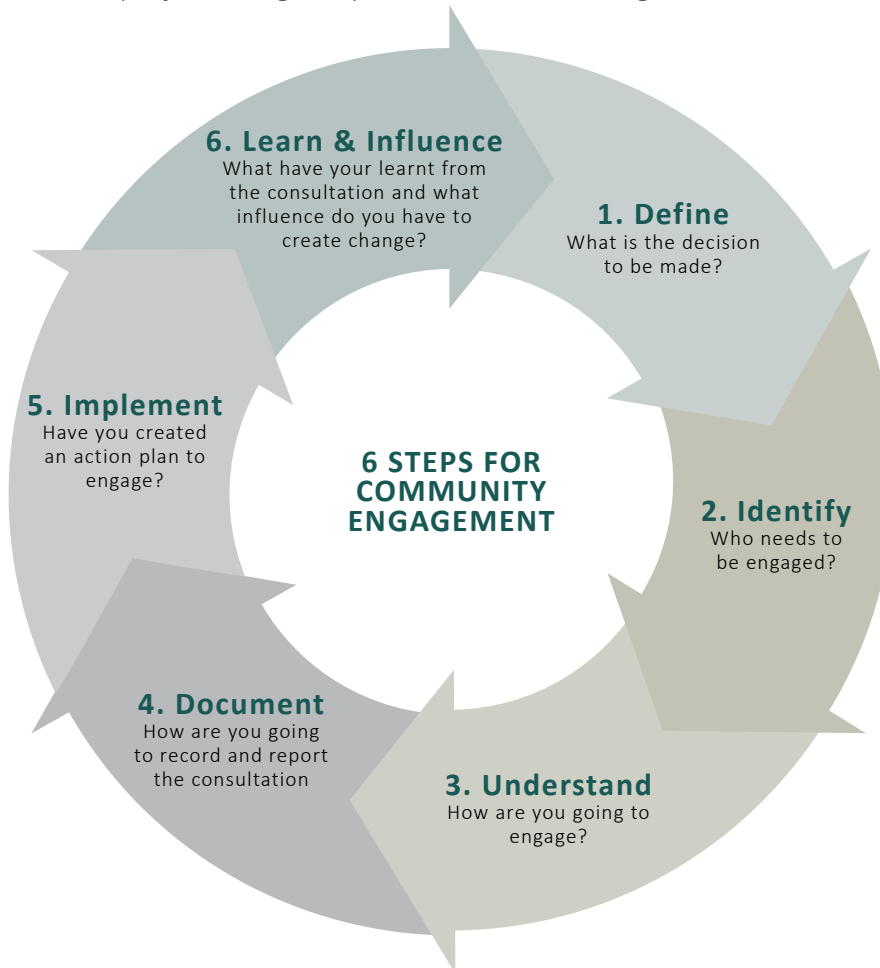 6 STEPS FOR
COMMUNITY
ENGAGEMENT
1. Define
What is the decision
to be made?
2. Identify
Who needs to
be engaged?
3. Understand
How are you going to
engage?
4. Document
How are you going
to record and report
the consultation
5. Implement
Have you created
an action plan to
engage?
6. Learn & Influence
What have your learnt from
the consultation and what
influence do you have to
create change?